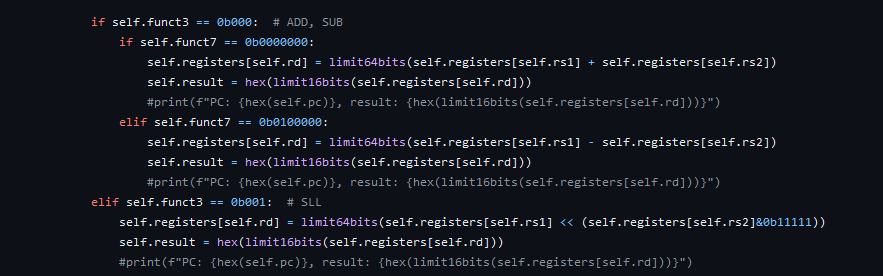 if self.funct3 == 0b000:  # ADD, SUB
    if self.funct7 == 0b0000000:
        self.registers[self.rd] = limit64bits(self.registers[self.rs1] + self.registers[self.rs2])
        self.result = hex(limit16bits(self.registers[self.rd]))
        #print(f"PC: {hex(self.pc)}, result: {hex(limit16bits(self.registers[self.rd]))}")
    elif self.funct7 == 0b0100000:
        self.registers[self.rd] = limit64bits(self.registers[self.rs1] - self.registers[self.rs2])
        self.result = hex(limit16bits(self.registers[self.rd]))
        #print(f"PC: {hex(self.pc)}, result: {hex(limit16bits(self.registers[self.rd]))}")
elif self.funct3 == 0b001:  # SLL
    self.registers[self.rd] = limit64bits(self.registers[self.rs1] << (self.registers[self.rs2]&0b11111))
    self.result = hex(limit16bits(self.registers[self.rd]))
    #print(f"PC: {hex(self.pc)}, result: {hex(limit16bits(self.registers[self.rd]))}")